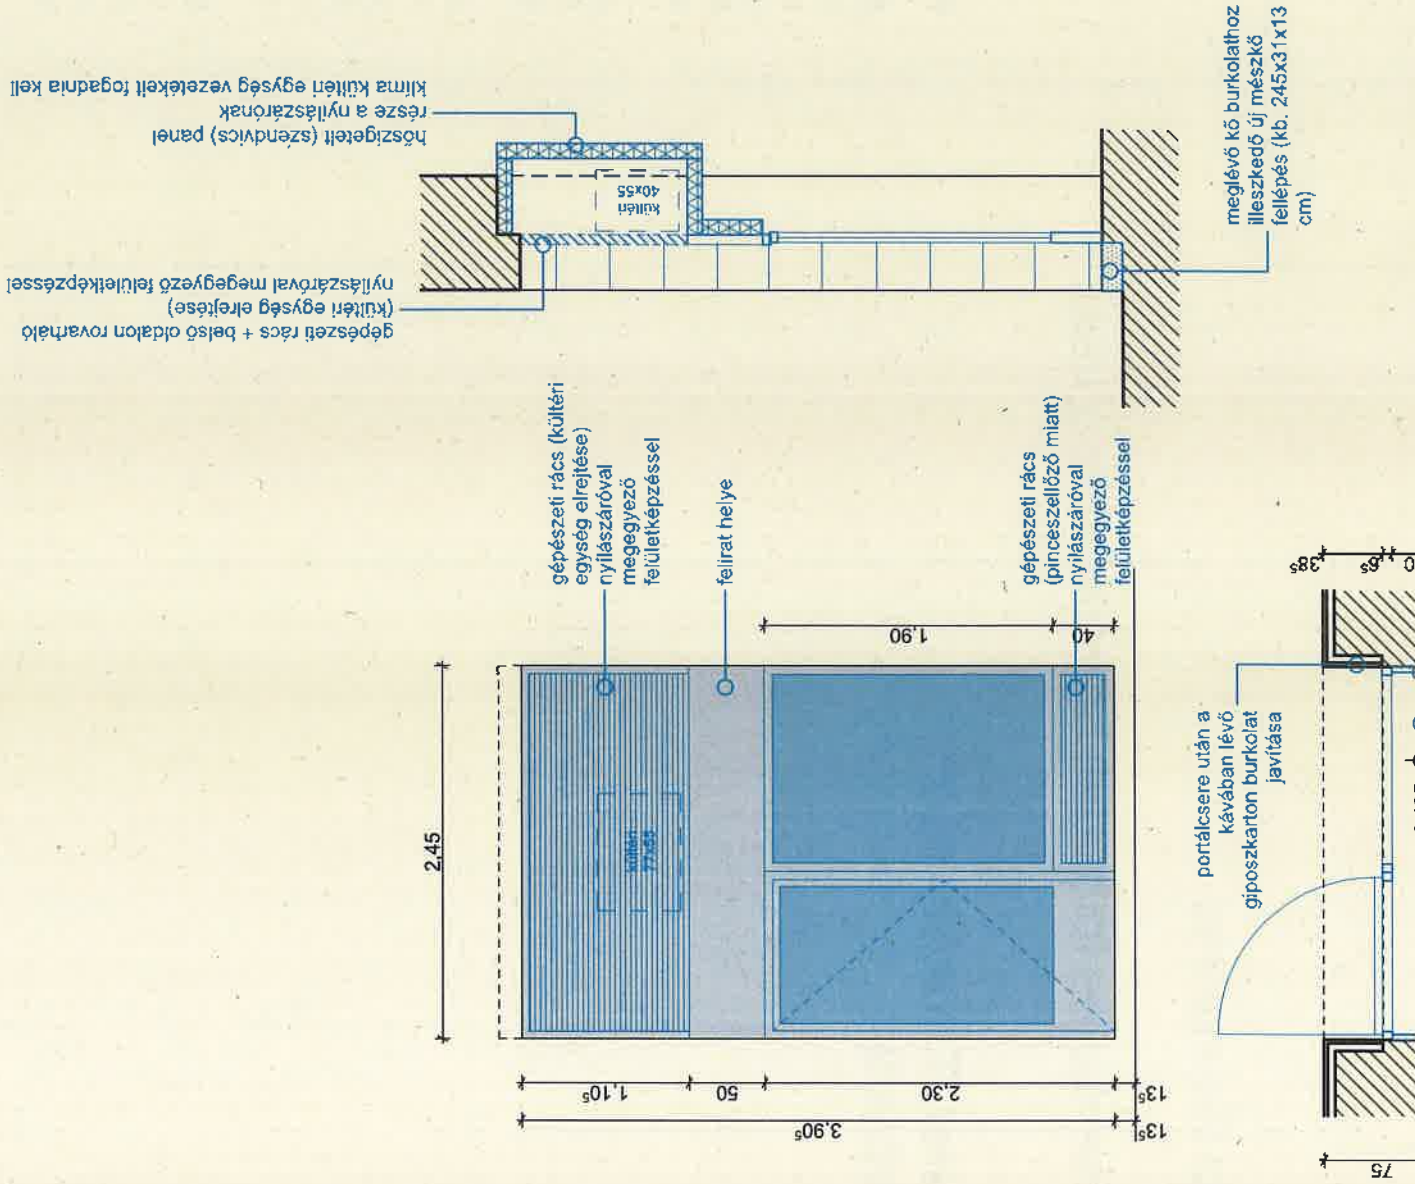 hőszigetelt (széndvics) panel
része a nyílászárónak
klíma kültéri egység vezetékeit fogadnia kell
gépészeti rács + belső oldalon rovarháló
(kültéri egység elrejtése)
nyílászáróval megegyező felületképzéssel
kültéri
40x55
meglévő kő burkolathoz
illeszkedő új mészkő
fellépés (kb. 245x31x13
cm)
gépészeti rács (kültéri
egység elrejtése)
nyílászáróval
megegyező
felületképzéssel
felirat helye
gépészeti rács
(pinceszellőző miatt)
nyílászáróval
megegyező
felületképzéssel
2,45
kültéri
77x55
1,90
40
1,10⁵
50
2,30
13⁵
3,90⁵
13⁵
portálcsere után a
kávában lévő
gipszkarton burkolat
javítása
38⁵
6⁵
75